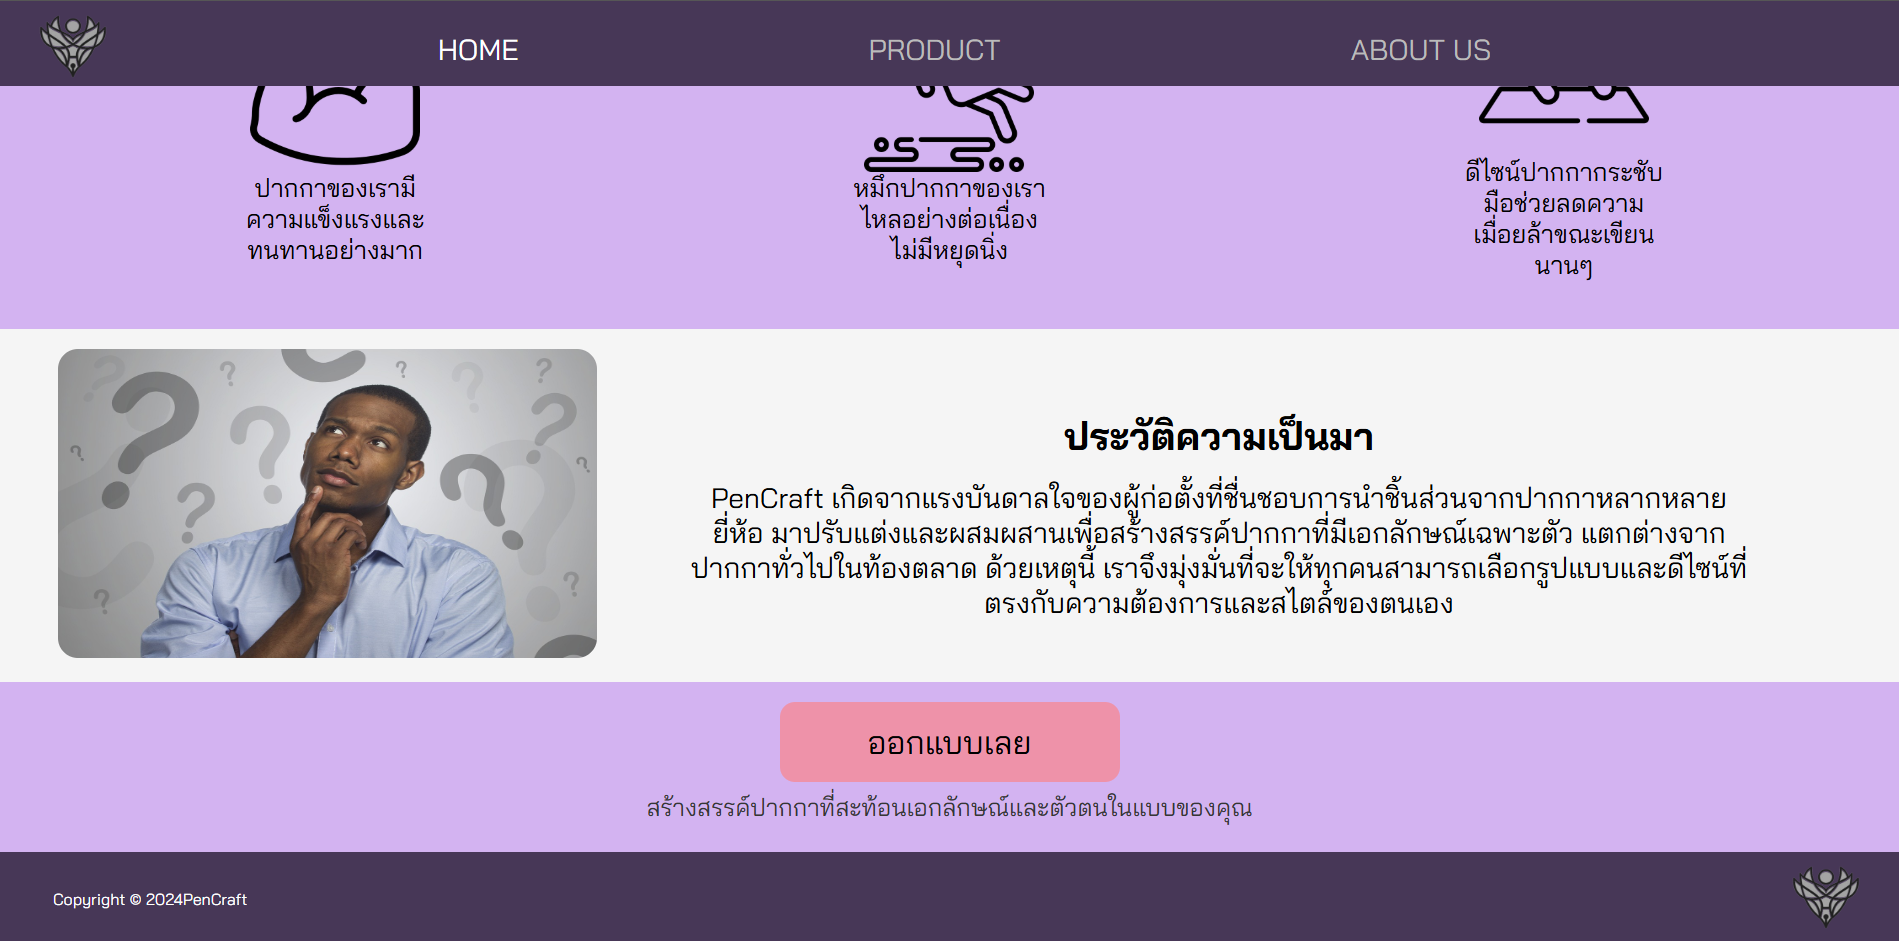 HOME
PRODUCT
ABOUT US
ปากกาของเรามี
ความแข็งแรงและ
ทนทานอย่างมาก
หมึกปากกาของเรา
ไหลอย่างต่อเนื่อง
ไม่มีหยุดนิ่ง
ดีไซน์ปากกากระชับ
มือช่วยลดความ
เมื่อยล้าขณะเขียน
นานๆ
ประวัติความเป็นมา
PenCraft เกิดจากแรงบันดาลใจของผู้ก่อตั้งที่ชื่นชอบการนำชิ้นส่วนจากปากกาหลากหลาย
ยี่ห้อ มาปรับแต่งและผสมผสานเพื่อสร้างสรรค์ปากกาที่มีเอกลักษณ์เฉพาะตัว แตกต่างจาก
ปากกาทั่วไปในท้องตลาด ด้วยเหตุนี้ เราจึงมุ่งมั่นที่จะให้ทุกคนสามารถเลือกรูปแบบและดีไซน์ที่
ตรงกับความต้องการและสไตล์ของตนเอง
ออกแบบเลย
สร้างสรรค์ปากกาที่สะท้อนเอกลักษณ์และตัวตนในแบบของคุณ
Copyright © 2024PenCraft